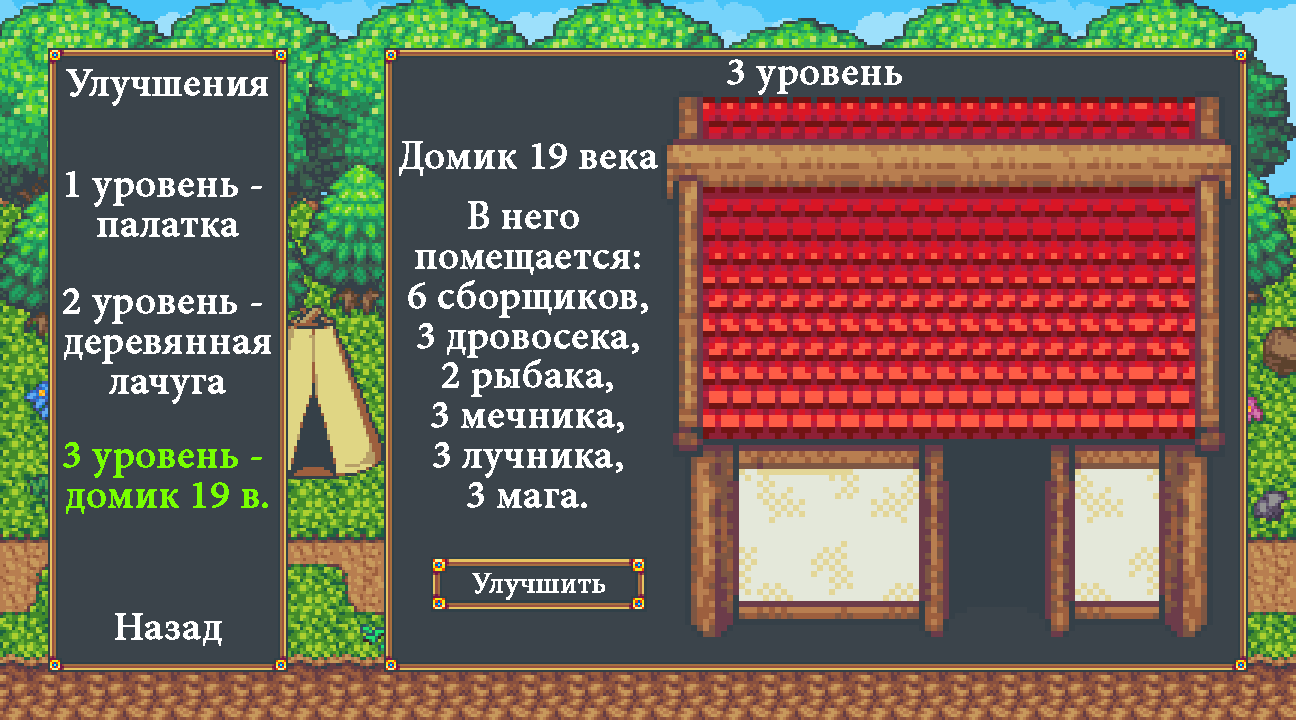 Улучшения
1 уровень -
палатка
2 уровень -
деревянная
лачуга
3 уровень -
домик 19 в.
Назад
3 уровень
Домик 19 века
В него
помещается:
6 сборщиков,
3 дровосека,
2 рыбака,
3 мечника,
3 лучника,
3 мага.
Улучшить